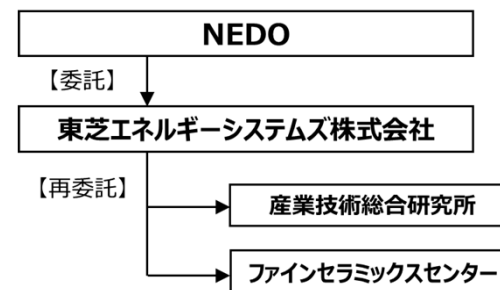 NEDO
【委託】
東芝エネルギーシステムズ株式会社
【再委託】
産業技術総合研究所
ファインセラミックスセンター